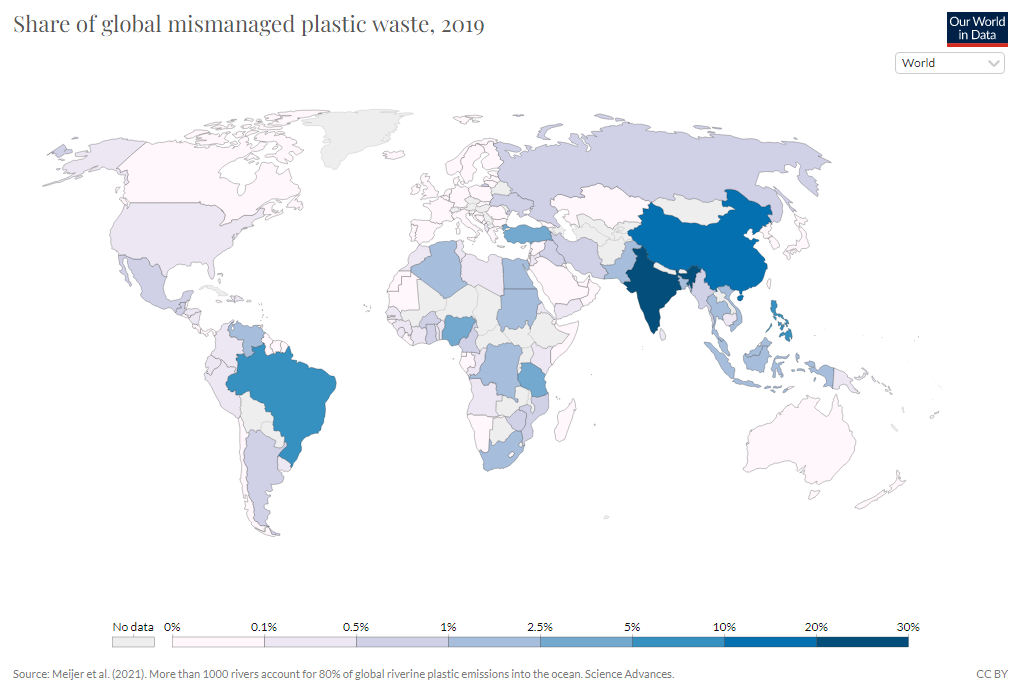 Share of global mismanaged plastic waste, 2019
Our World
in Data
World
No data 0% 0.1% 0.5% 1% 2.5% 5% 10% 20% 30%
Source: Meijer et al. (2021). More than 1000 rivers account for 80% of global riverine plastic emissions into the ocean. Science Advances. CC BY